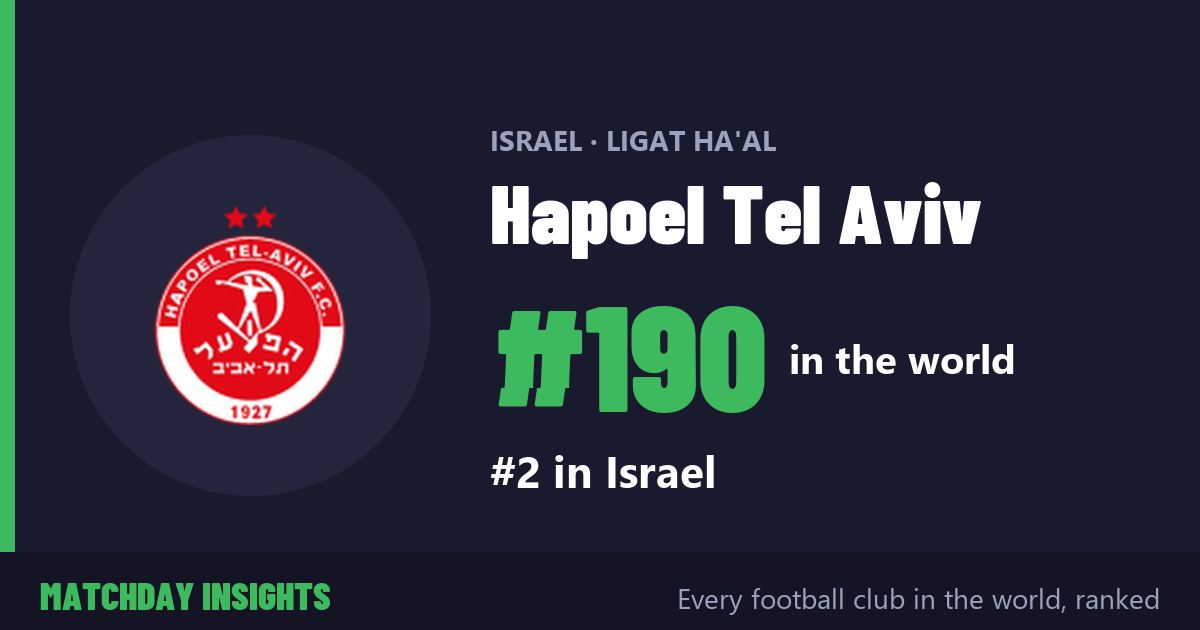 HAPOEL TEL-AVIV F.C.
הפועל
תל-אביב
1927
ISRAEL · LIGAT HA'AL
Hapoel Tel Aviv
#190 in the world
#2 in Israel
MATCHDAY INSIGHTS
Every football club in the world, ranked